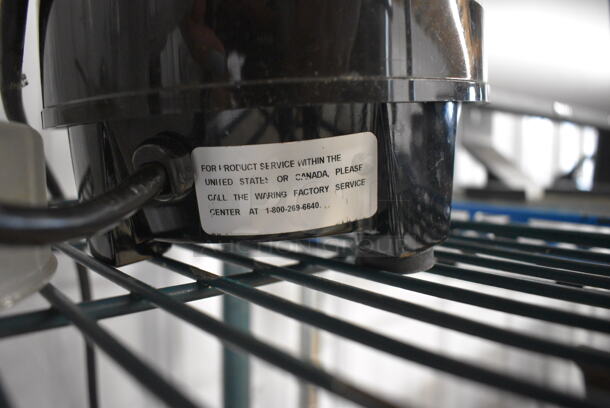 FOR PRODUCT SERVICE WITHIN THE
UNITED STATES OR CANADA, PLEASE
CALL THE WARING FACTORY SERVICE
CENTER AT 1-800-269-6640.